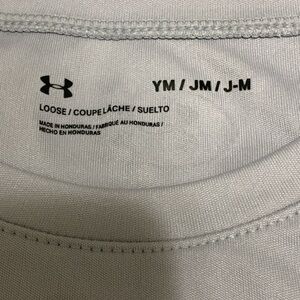 YM / JM / J-M
LOOSE / COUPE LÂCHE / SUELTO
MADE IN HONDURAS / FABRIQUÉ AU HONDURAS /
HECHO EN HONDURAS